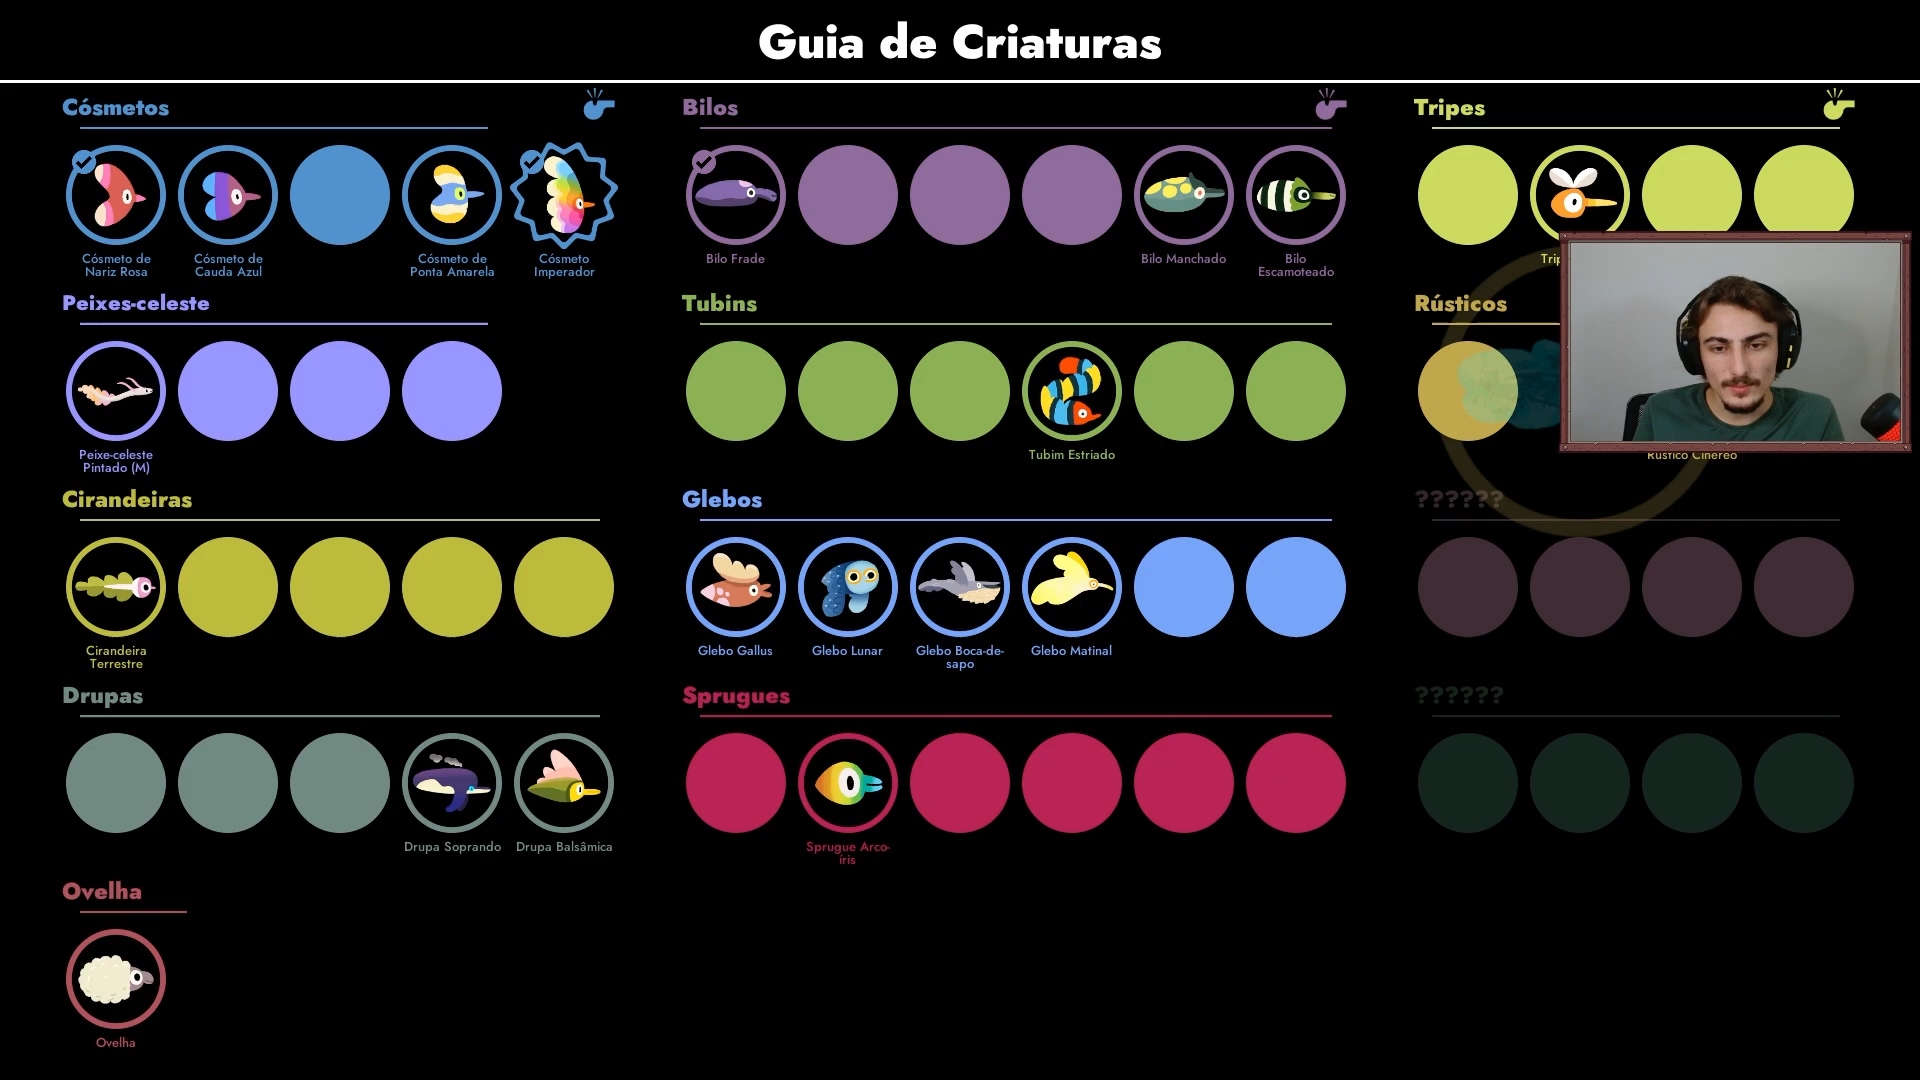 Guia de Criaturas
Cósmetos
Cósmeto de
Nariz Rosa
Cósmeto de
Cauda Azul
Cósmeto de
Ponta Amarela
Cósmeto
Imperador
Bilos
Bilo Frade
Bilo Manchado
Bilo
Escamoteado
Tripes
Peixes-celeste
Peixe-celeste
Pintado (M)
Tubins
Tubim Estriado
Rústicos
Rústico Cinéreo
Cirandeiras
Cirandeira
Terrestre
Glebos
Glebo Gallus
Glebo Lunar
Glebo Boca-de-
sapo
Glebo Matinal
??????
Drupas
Drupa Soprando
Drupa Balsâmica
Sprugues
Sprugue Arco-
íris
??????
Ovelha
Ovelha